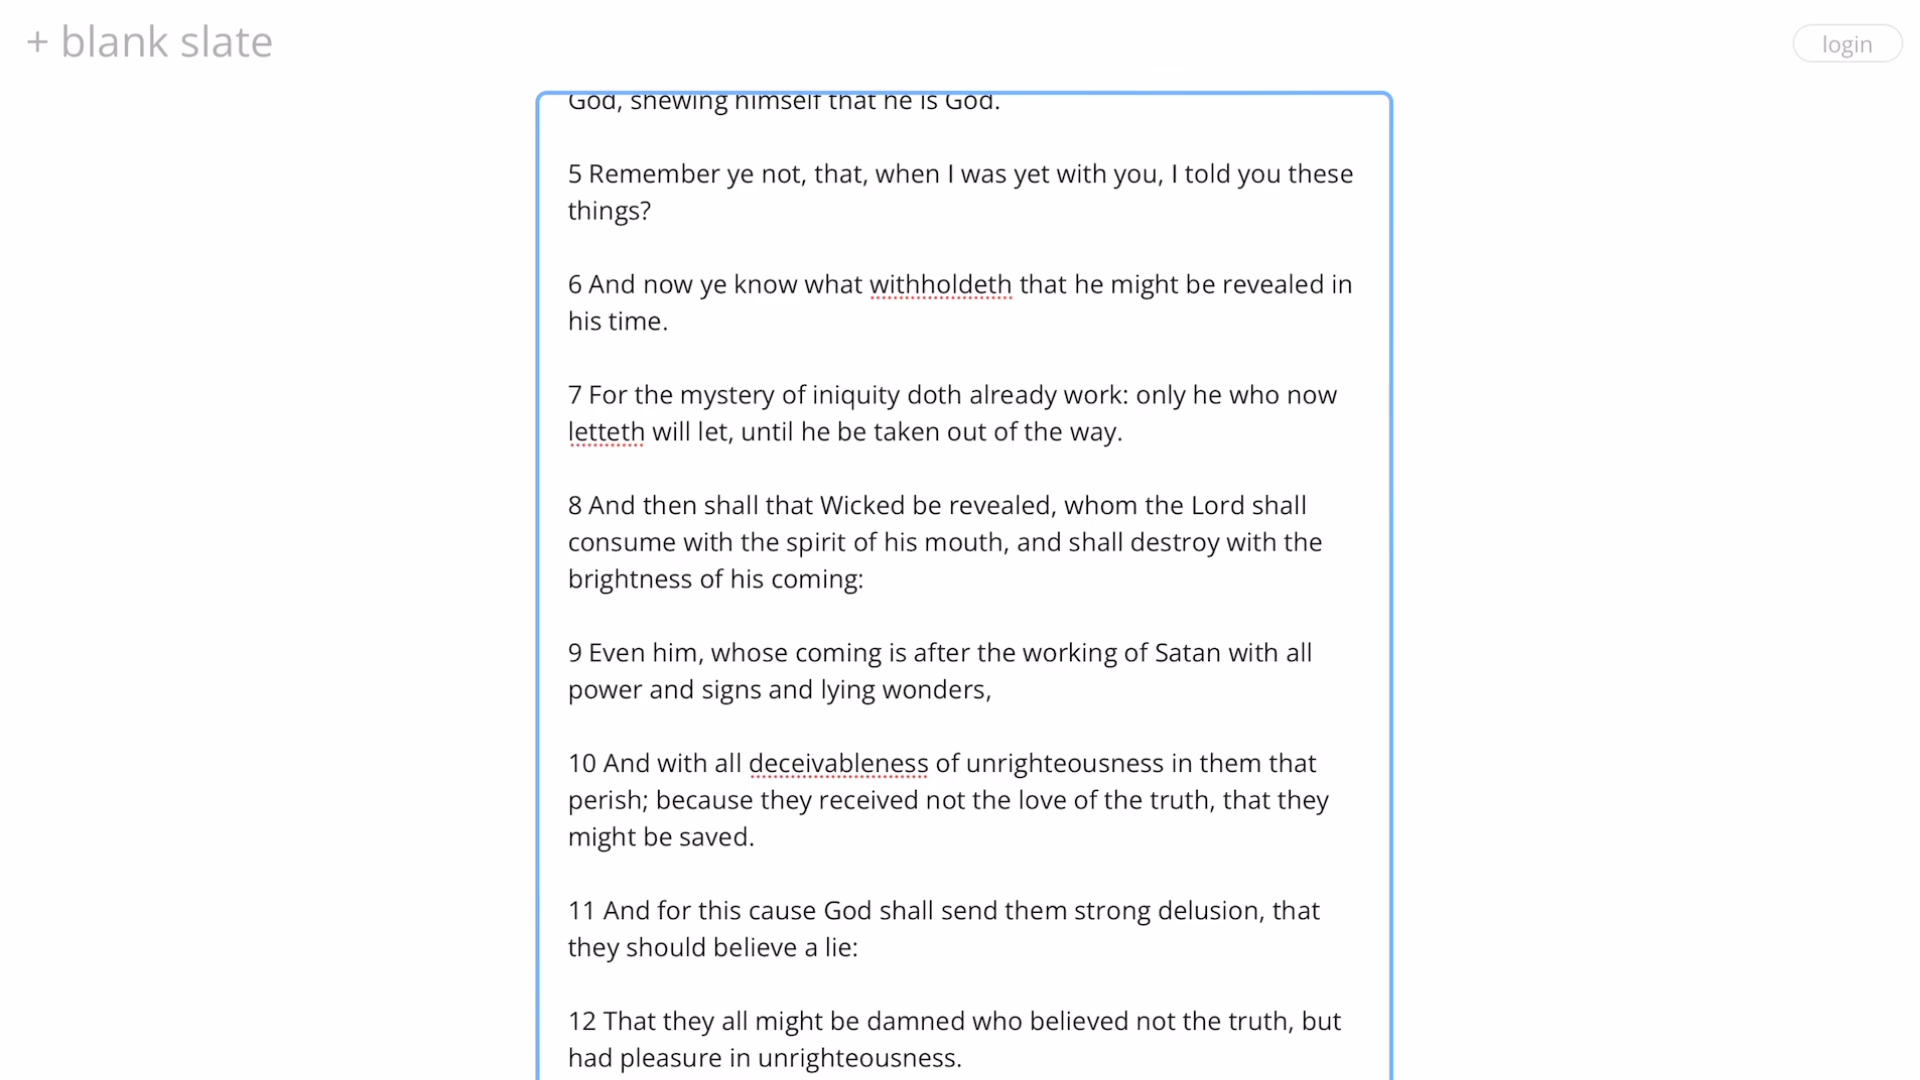 + blank slate
login
God, shewing himself that he is God.
5 Remember ye not, that, when I was yet with you, I told you these
things?
6 And now ye know what withholdeth that he might be revealed in
his time.
7 For the mystery of iniquity doth already work: only he who now
letteth will let, until he be taken out of the way.
8 And then shall that Wicked be revealed, whom the Lord shall
consume with the spirit of his mouth, and shall destroy with the
brightness of his coming:
9 Even him, whose coming is after the working of Satan with all
power and signs and lying wonders,
10 And with all deceivableness of unrighteousness in them that
perish; because they received not the love of the truth, that they
might be saved.
11 And for this cause God shall send them strong delusion, that
they should believe a lie:
12 That they all might be damned who believed not the truth, but
had pleasure in unrighteousness.